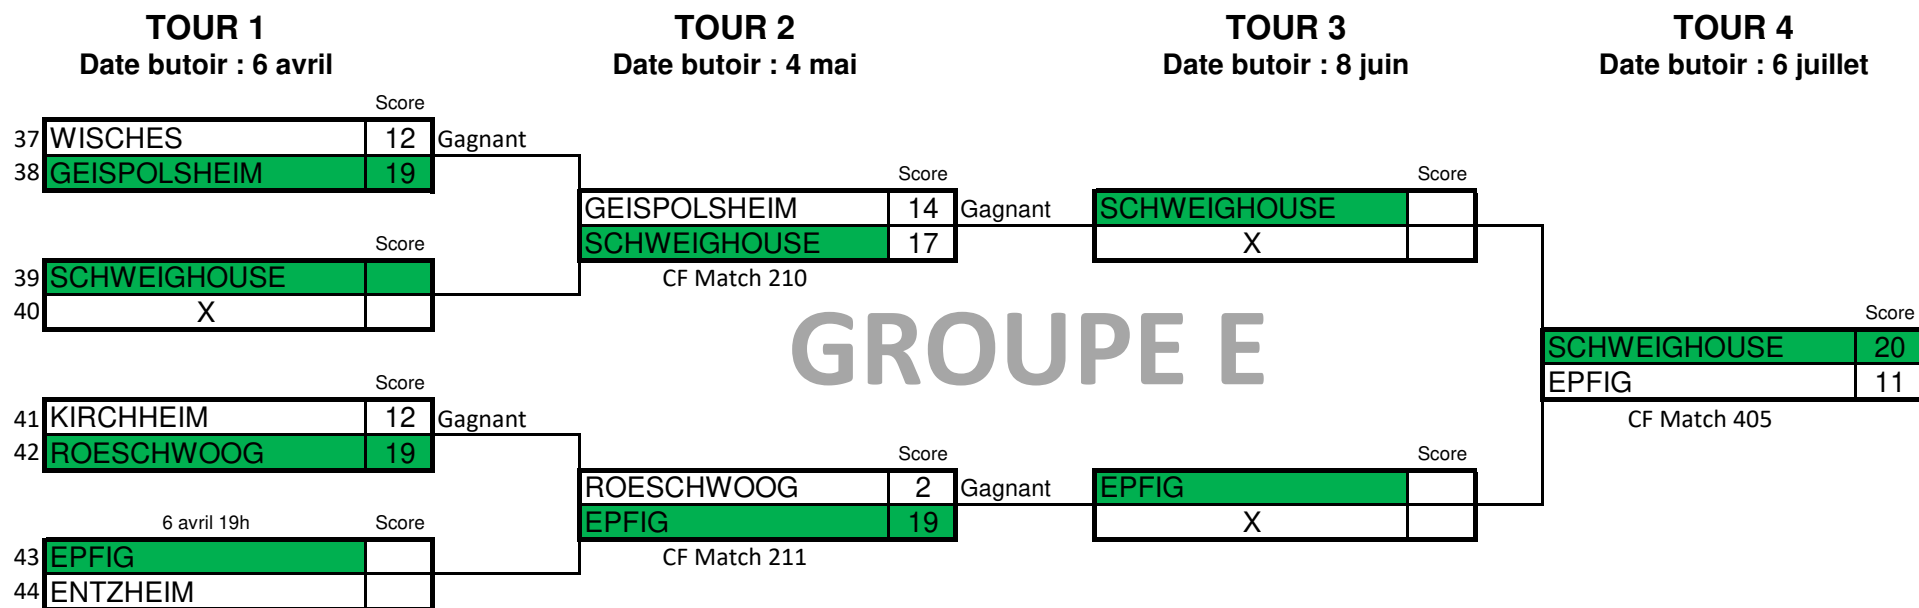 TOUR 1
Date butoir : 6 avril
TOUR 2
Date butoir : 4 mai
TOUR 3
Date butoir : 8 juin
TOUR 4
Date butoir : 6 juillet
Score
37 WISCHES 12 Gagnant
38 GEISPOLSHEIM 19
Score
39 SCHWEIGHOUSE
40 X
Score
41 KIRCHHEIM 12 Gagnant
42 ROESCHWOOG 19
6 avril 19h Score
43 EPFIG
44 ENTZHEIM
Score
GEISPOLSHEIM 14 Gagnant
SCHWEIGHOUSE 17
CF Match 210
GROUPE E
Score
ROESCHWOOG 2 Gagnant
EPFIG 19
CF Match 211
Score
SCHWEIGHOUSE
X
Score
EPFIG
X
Score
SCHWEIGHOUSE 20
EPFIG 11
CF Match 405